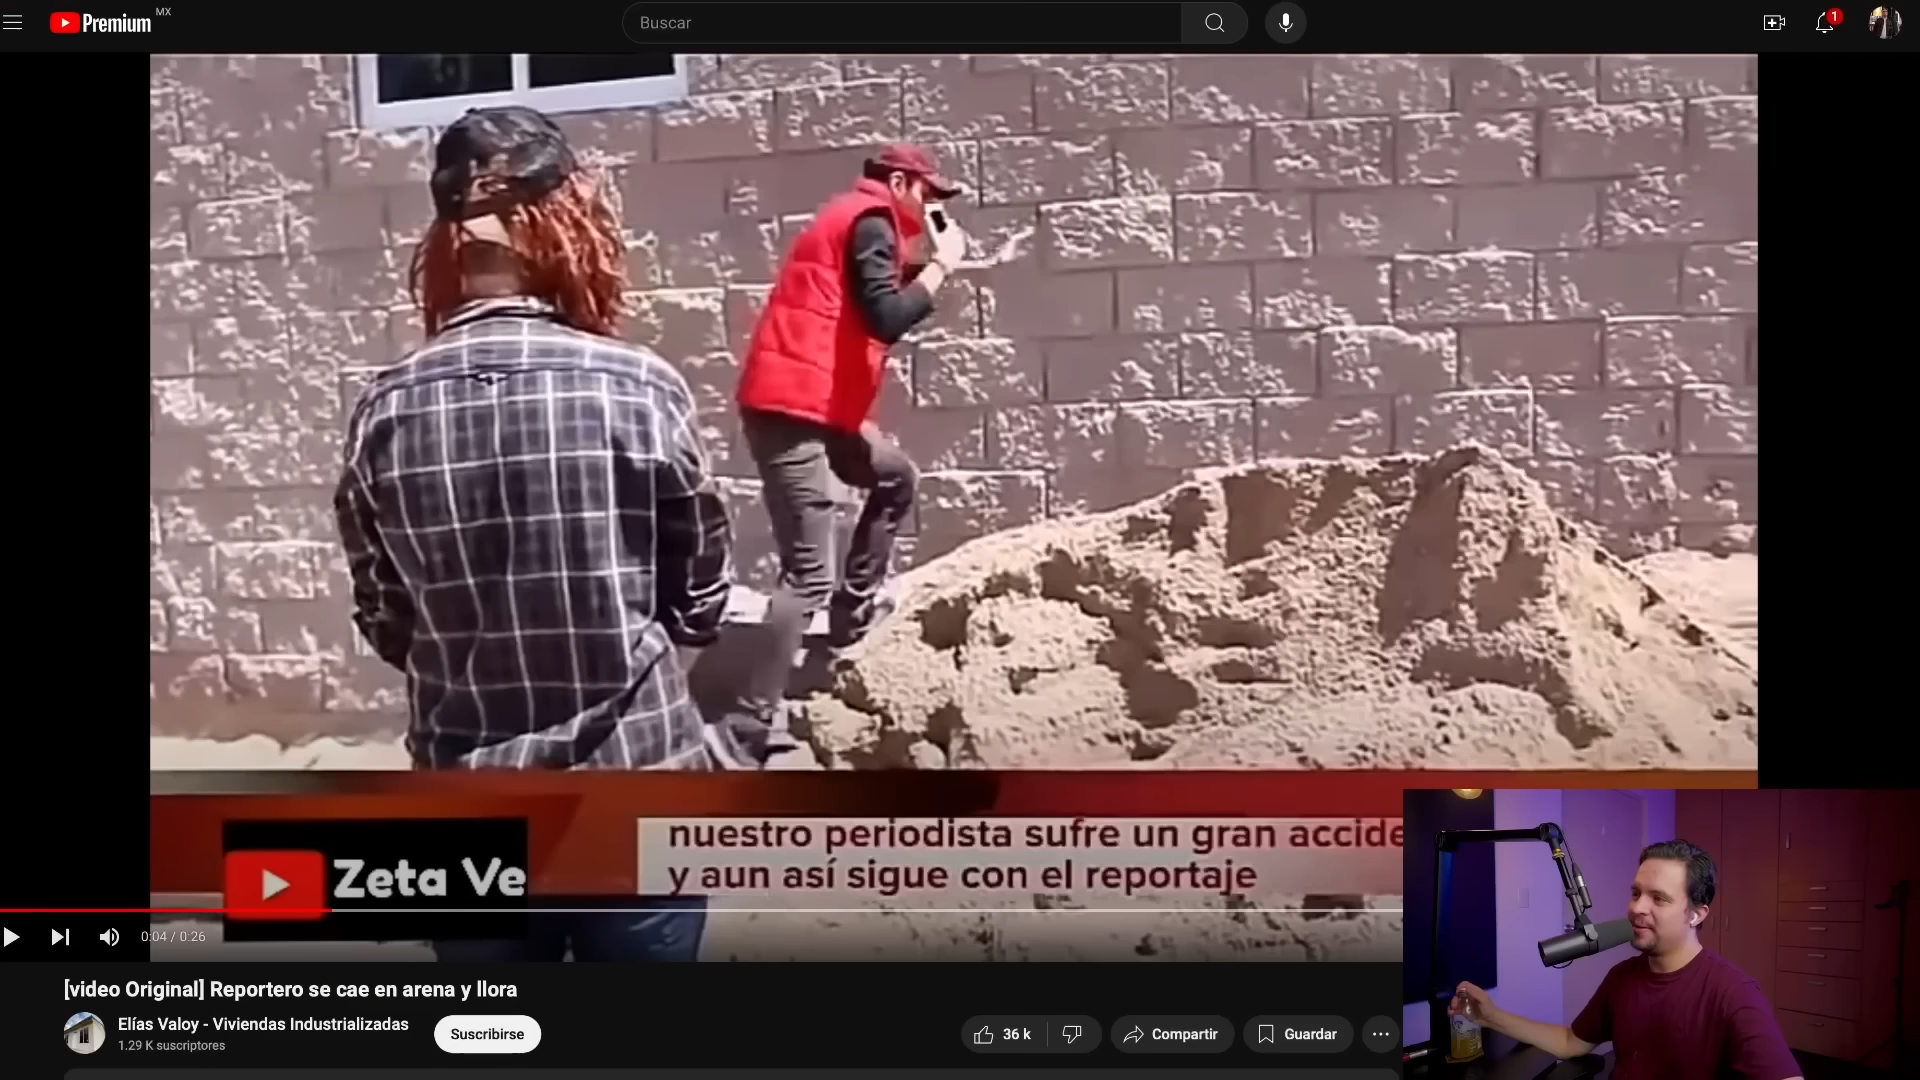 Premium MX
Buscar
1
nuestro periodista sufre un gran accide
y aun así sigue con el reportaje
Zeta Ve
0:04 / 0:26
[video Original] Reportero se cae en arena y llora
Elías Valoy - Viviendas Industrializadas
1.29 K suscriptores
Suscribirse
36 k
Compartir
Guardar